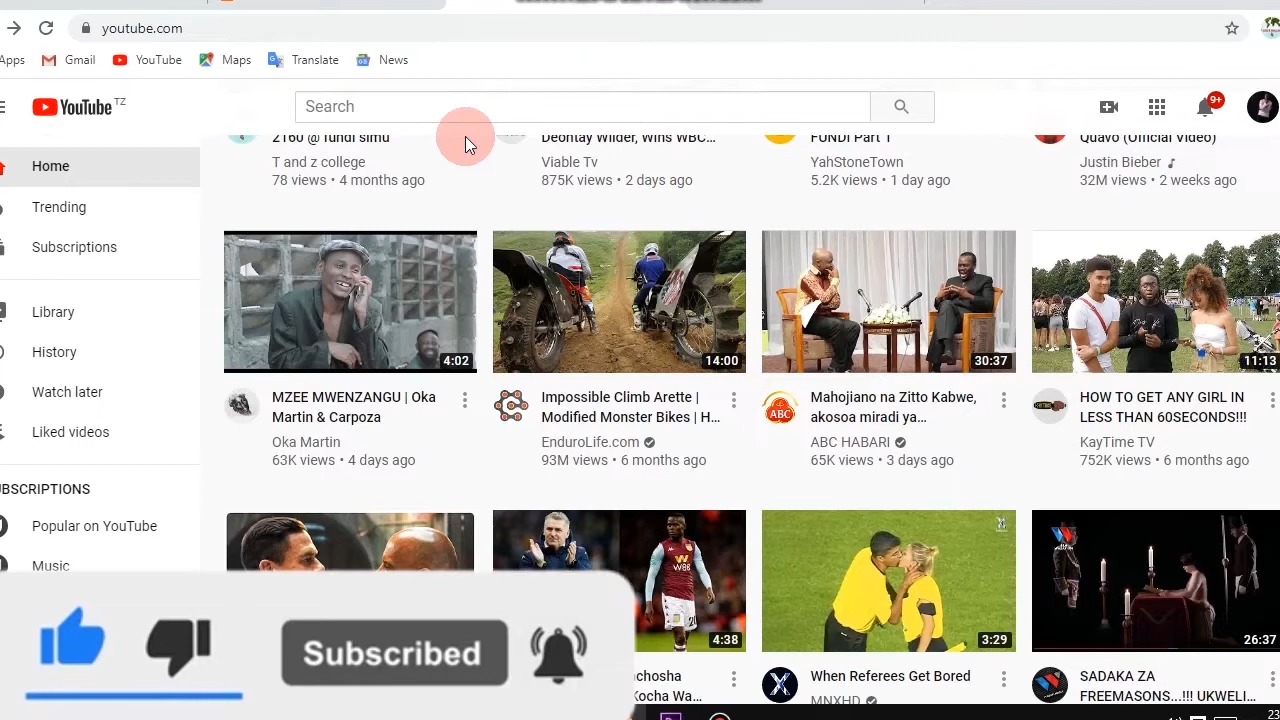 youtube.com
Apps
Gmail
YouTube
Maps
Translate
News
YouTube TZ
Search
9+
2160 @ fundi simu
Deontay Wilder, Wins WBC...
FUNDI Part 1
Quavo (Official Video)
T and z college
Viable Tv
YahStoneTown
Justin Bieber
78 views • 4 months ago
875K views • 2 days ago
5.2K views • 1 day ago
32M views • 2 weeks ago
Home
Trending
Subscriptions
Library
History
Watch later
Liked videos
UBSCRIPTIONS
Popular on YouTube
Music
4:02
14:00
30:37
11:13
MZEE MWENZANGU | Oka
Martin & Carpoza
Oka Martin
63K views • 4 days ago
Impossible Climb Arette |
Modified Monster Bikes | H...
EnduroLife.com
93M views • 6 months ago
ABC
Mahojiano na Zitto Kabwe,
akosoa miradi ya...
ABC HABARI
65K views • 3 days ago
HOW TO GET ANY GIRL IN
LESS THAN 60SECONDS!!!
KayTime TV
752K views • 6 months ago
4:38
3:29
26:37
achosha
Kocha Wa...
When Referees Get Bored
MNXHD
SADAKA ZA
FREEMASONS...!!! UKWELI...
Subscribed
23